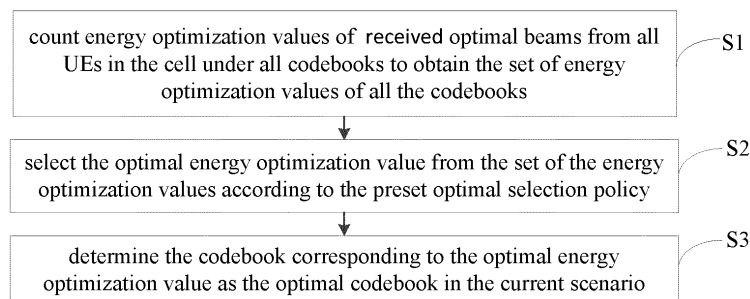 count energy optimization values of received optimal beams from all
UEs in the cell under all codebooks to obtain the set of energy
optimization values of all the codebooks
S1
select the optimal energy optimization value from the set of the energy
optimization values according to the preset optimal selection policy
S2
determine the codebook corresponding to the optimal energy
optimization value as the optimal codebook in the current scenario
S3